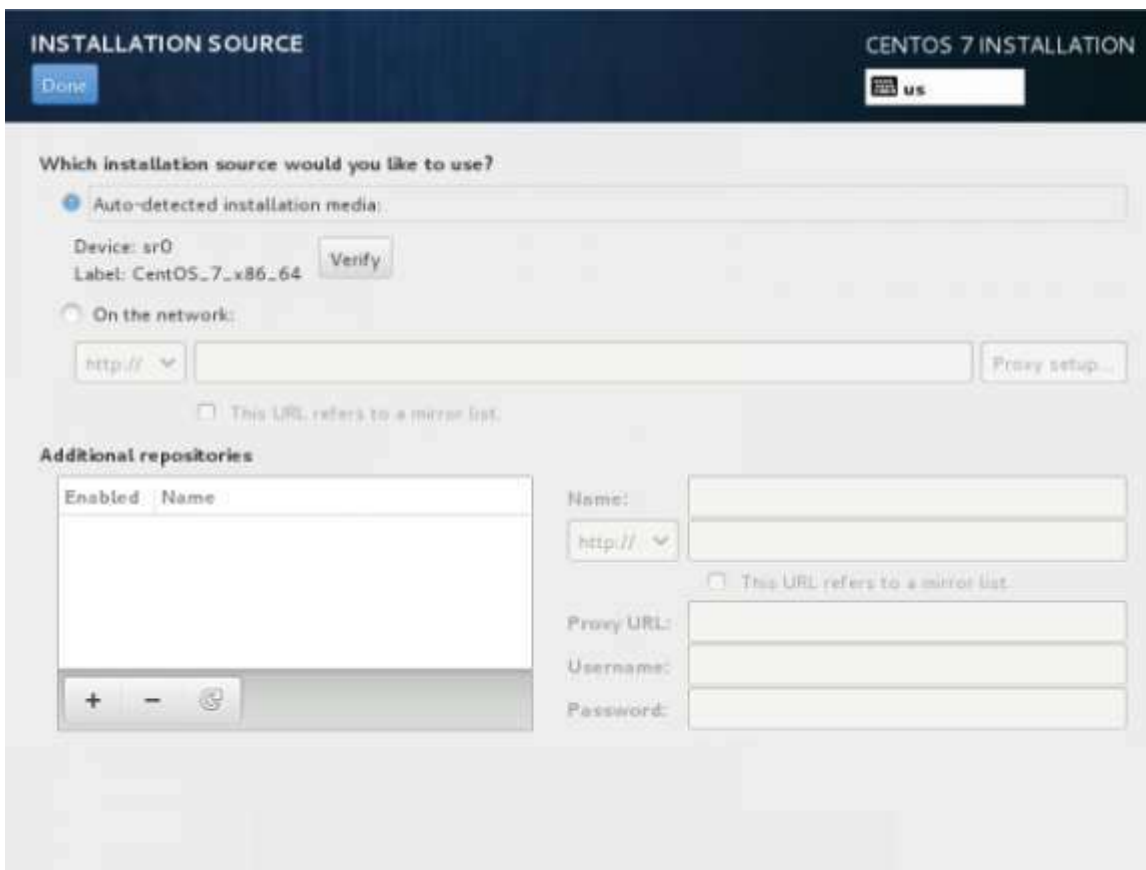 INSTALLATION SOURCE
CENTOS 7 INSTALLATION
Done
us
Which installation source would you like to use?
Auto-detected installation media:
Device: sr0
Label: CentOS_7_x86_64
Verify
On the network:
http://
Proxy setup...
This URL refers to a mirror list.
Additional repositories
Enabled Name
Name:
http://
This URL refers to a mirror list.
Proxy URL:
Username:
+ −
Password: